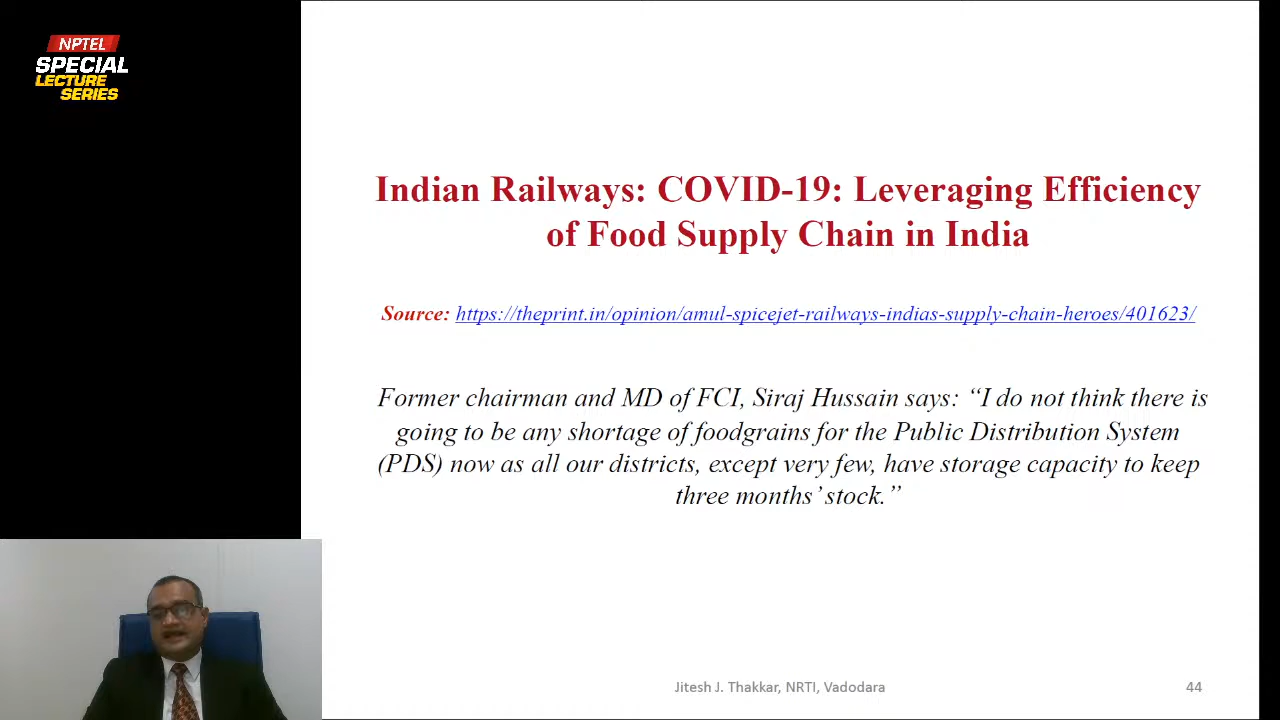 NPTEL
SPECIAL
LECTURE
SERIES
Indian Railways: COVID-19: Leveraging Efficiency
of Food Supply Chain in India
Source: https://theprint.in/opinion/amul-spicejet-railways-indias-supply-chain-heroes/401623/
Former chairman and MD of FCI, Siraj Hussain says: “I do not think there is
going to be any shortage of foodgrains for the Public Distribution System
(PDS) now as all our districts, except very few, have storage capacity to keep
three months’ stock.”
Jitesh J. Thakkar, NRTI, Vadodara
44